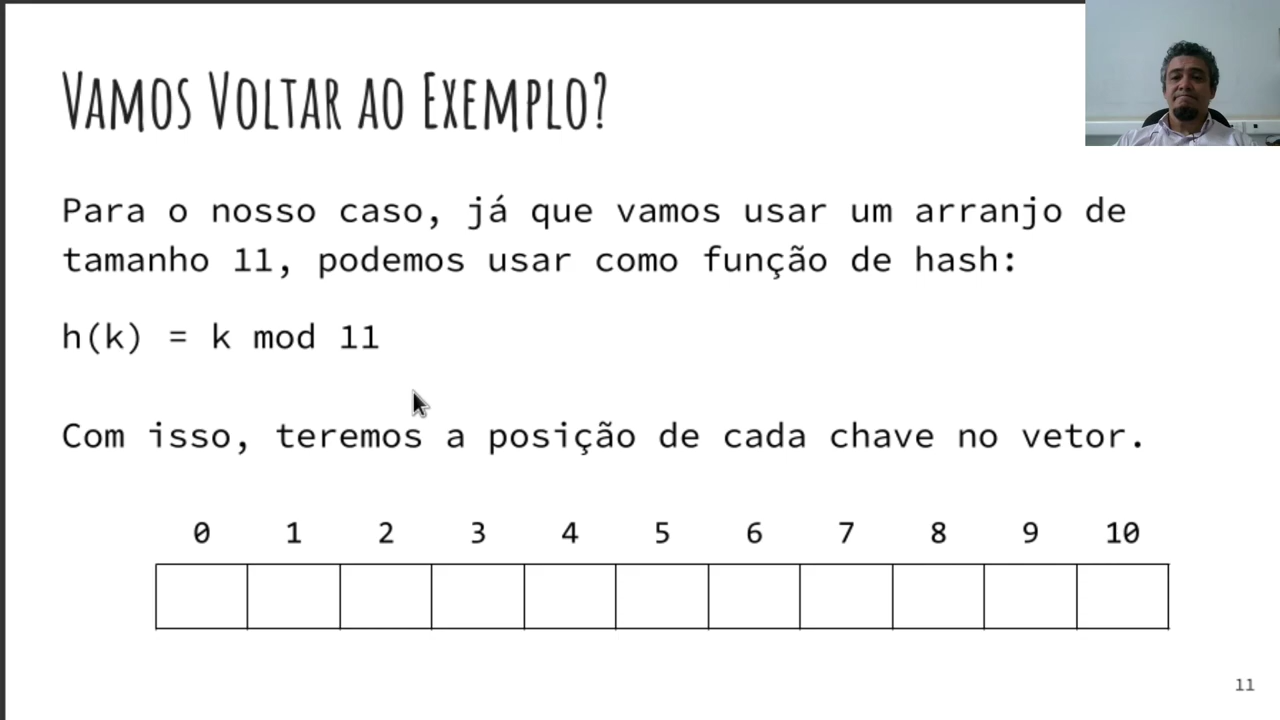 Vamos Voltar ao Exemplo?
Para o nosso caso, já que vamos usar um arranjo de
tamanho 11, podemos usar como função de hash:
h(k) = k mod 11
Com isso, teremos a posição de cada chave no vetor.
0 1 2 3 4 5 6 7 8 9 10
11